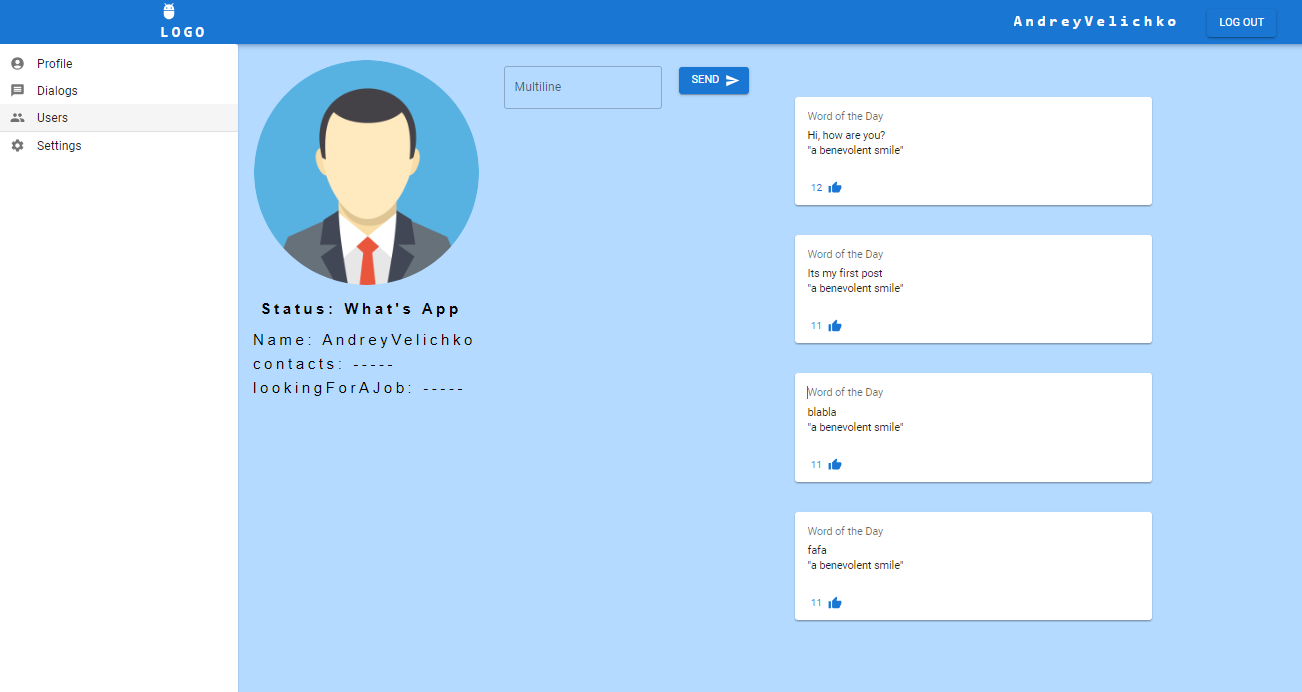 LOGO
AndreyVelichko
LOG OUT
Profile
Dialogs
Users
Settings
Status: What's App
Name: AndreyVelichko
contacts: -----
lookingForAJob: -----
Multiline
SEND
Word of the Day
Hi, how are you?
"a benevolent smile"
12
Word of the Day
Its my first post
"a benevolent smile"
11
Word of the Day
blabla
"a benevolent smile"
11
Word of the Day
fafa
"a benevolent smile"
11